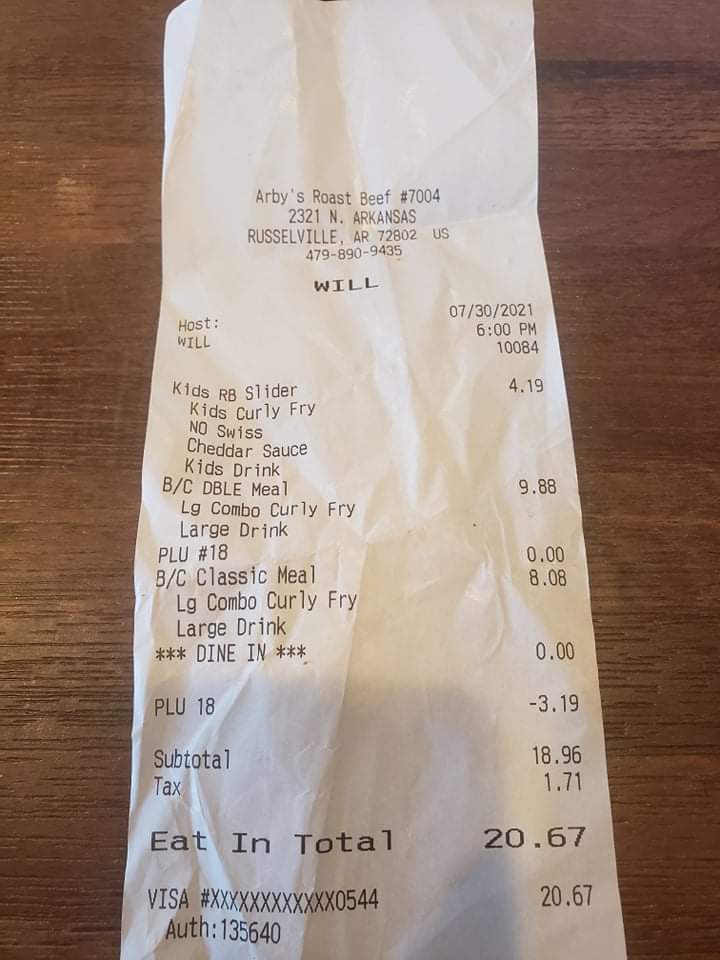 Arby's Roast Beef #7004
2321 N. ARKANSAS
RUSSELVILLE, AR 72802 US
479-890-9435
WILL
Host: 07/30/2021
WILL 6:00 PM
10084
Kids RB Slider 4.19
Kids Curly Fry
NO Swiss
Cheddar Sauce
Kids Drink
B/C DBLE Meal 9.88
Lg Combo Curly Fry
Large Drink
PLU #18 0.00
B/C Classic Meal 8.08
Lg Combo Curly Fry
Large Drink
*** DINE IN *** 0.00
PLU 18 -3.19
Subtotal 18.96
Tax 1.71
Eat In Total 20.67
VISA #XXXXXXXXXXXX0544 20.67
Auth:135640